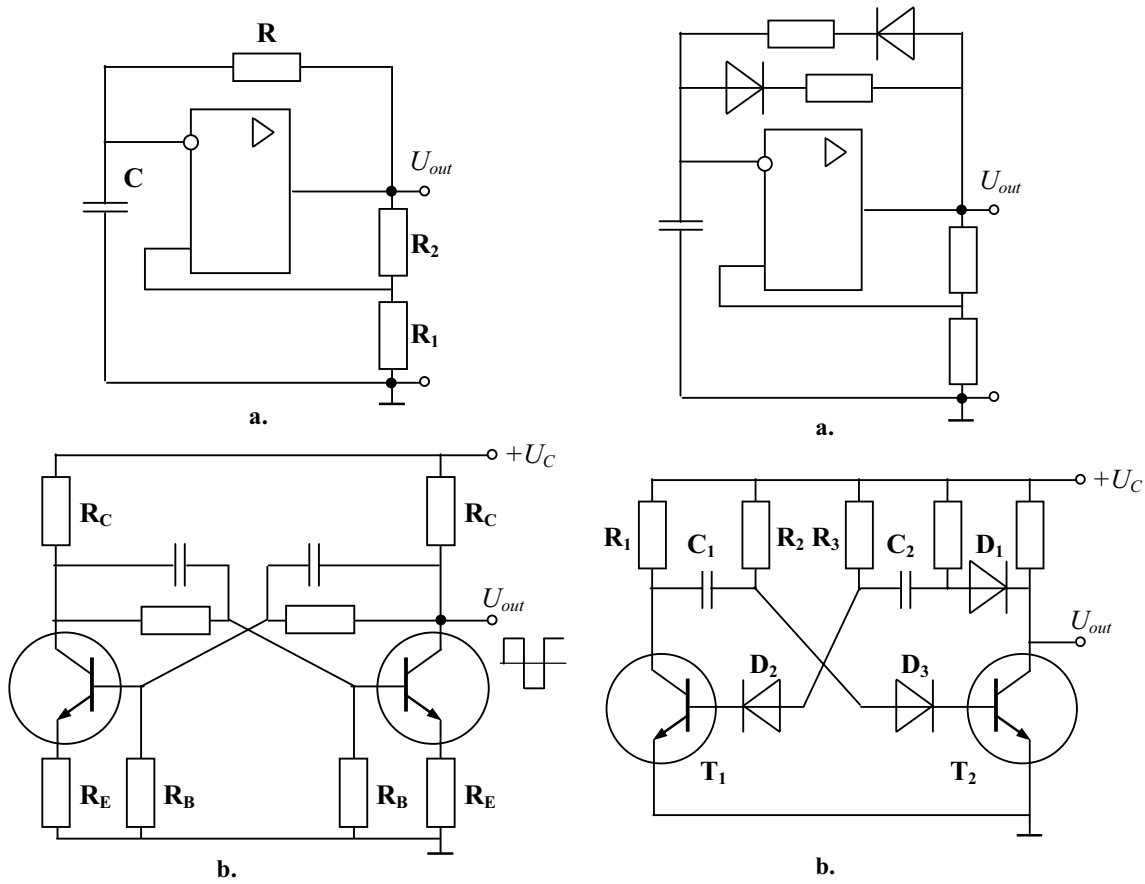 R
C
U_out
R₂
R₁
a.
U_out
a.
+U_C
R_C
R_C
U_out
R_E
R_B
R_B
R_E
b.
+U_C
R₁
C₁
R₂
R₃
C₂
D₁
U_out
D₂
D₃
T₁
T₂
b.